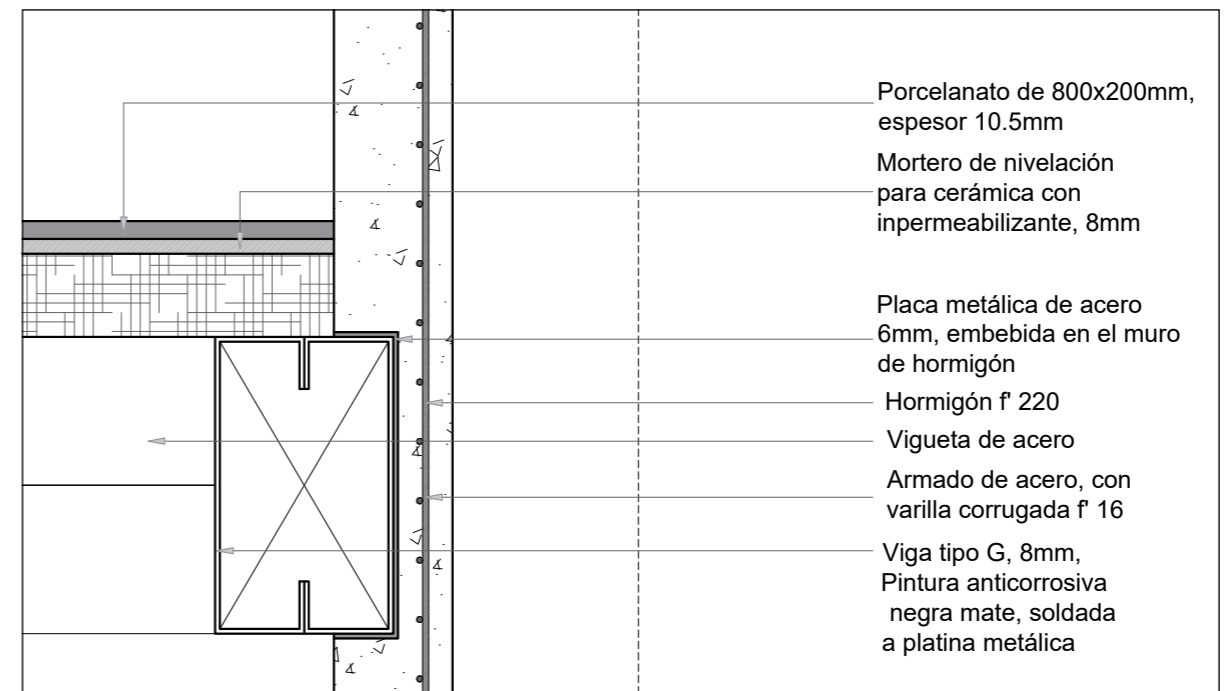 Porcelanato de 800x200mm,
espesor 10.5mm
Mortero de nivelación
para cerámica con
inpermeabilizante, 8mm
Placa metálica de acero
6mm, embebida en el muro
de hormigón
Hormigón f' 220
Vigueta de acero
Armado de acero, con
varilla corrugada f' 16
Viga tipo G, 8mm,
Pintura anticorrosiva
negra mate, soldada
a platina metálica